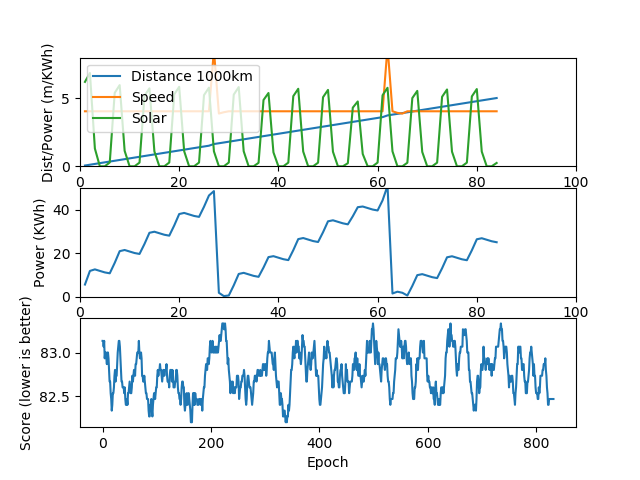 Dist/Power (m/KWh)
5
0
Distance 1000km
Speed
Solar
0 20 40 60 80 100
Power (KWh)
40
20
0
0 20 40 60 80 100
Score (lower is better)
83.0
82.5
0 200 400 600 800
Epoch